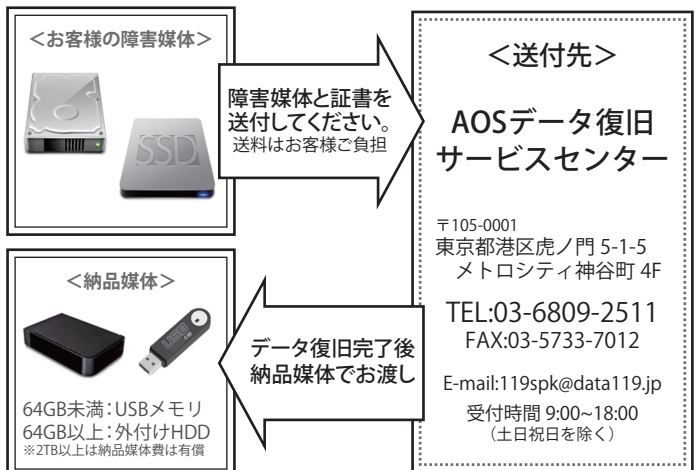 ＜お客様の障害媒体＞
SSD
障害媒体と証書を
送付してください。
送料はお客様ご負担
＜送付先＞
AOSデータ復旧
サービスセンター
〒105-0001
東京都港区虎ノ門 5-1-5
メトロシティ神谷町 4F
TEL:03-6809-2511
FAX:03-5733-7012
E-mail:119spk@data119.jp
受付時間 9:00~18:00
（土日祝日を除く）
データ復旧完了後
納品媒体でお渡し
＜納品媒体＞
USB
64GB未満：USBメモリ
64GB以上：外付けHDD
※2TB以上は納品媒体費は有償